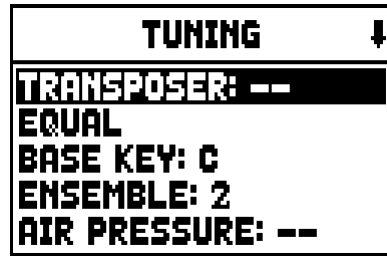 TUNING
TRANSPOSER: --
EQUAL
BASE KEY: C
ENSEMBLE: 2
AIR PRESSURE: --